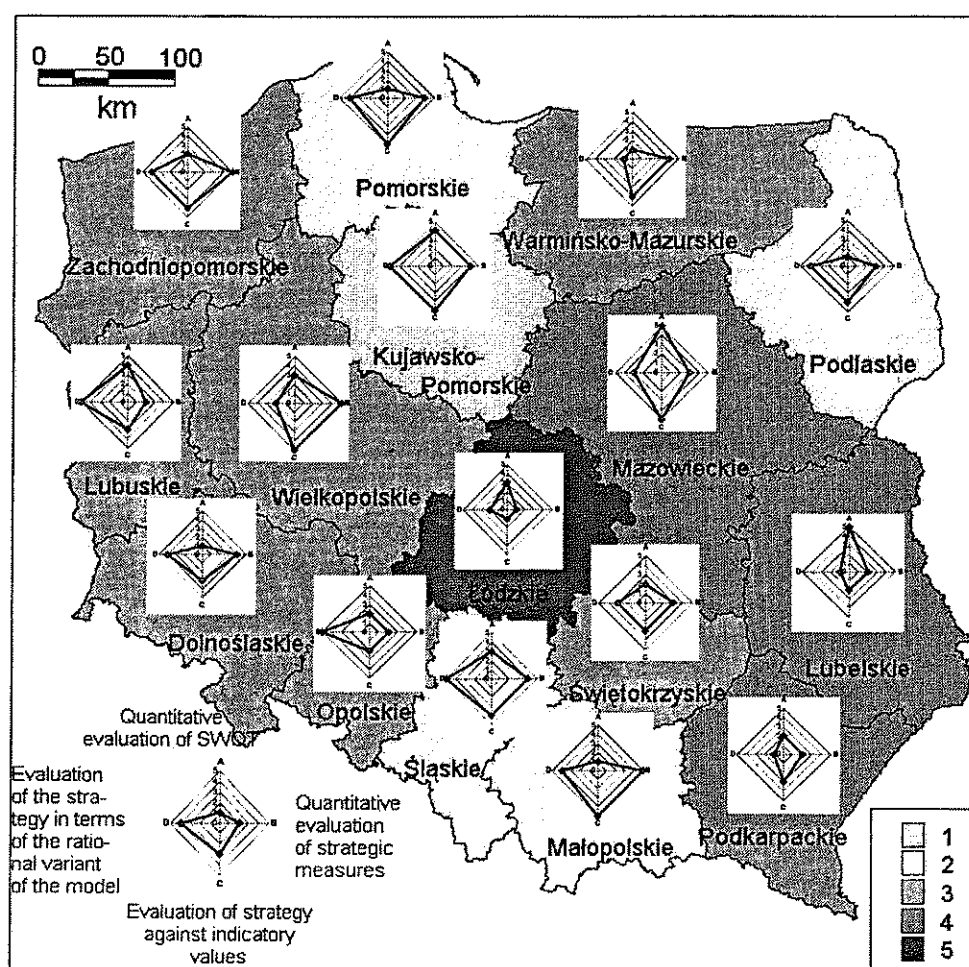 0 50 100
km
Pomorskie
Warmińsko-Mazurskie
Zachodniopomorskie
Podlaskie
Kujawsko-
Pomorskie
Mazowieckie
Lubuskie
Wielkopolskie
Łódzkie
Dolnośląskie
Opolskie
Świętokrzyskie
Lubelskie
Śląskie
Małopolskie
Podkarpackie
Quantitative
evaluation of SWOT
Evaluation
of the stra-
tegy in terms
of the ratio-
nal variant
of the model
A
D
B
C
Quantitative
evaluation
of strategic
measures
Evaluation of strategy
against indicatory
values
1
2
3
4
5